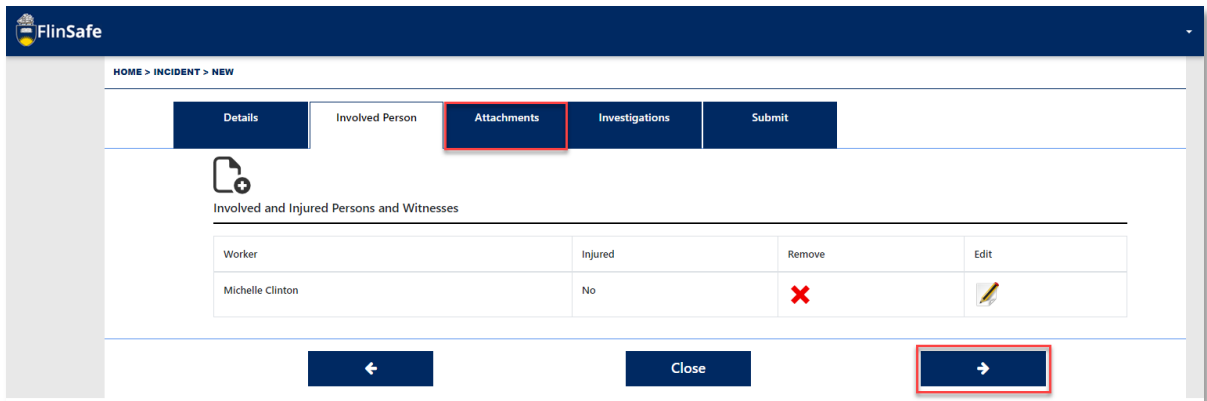 FlinSafe
HOME > INCIDENT > NEW
Details Involved Person Attachments Investigations Submit
Involved and Injured Persons and Witnesses
Worker Injured Remove Edit
Michelle Clinton No
Close